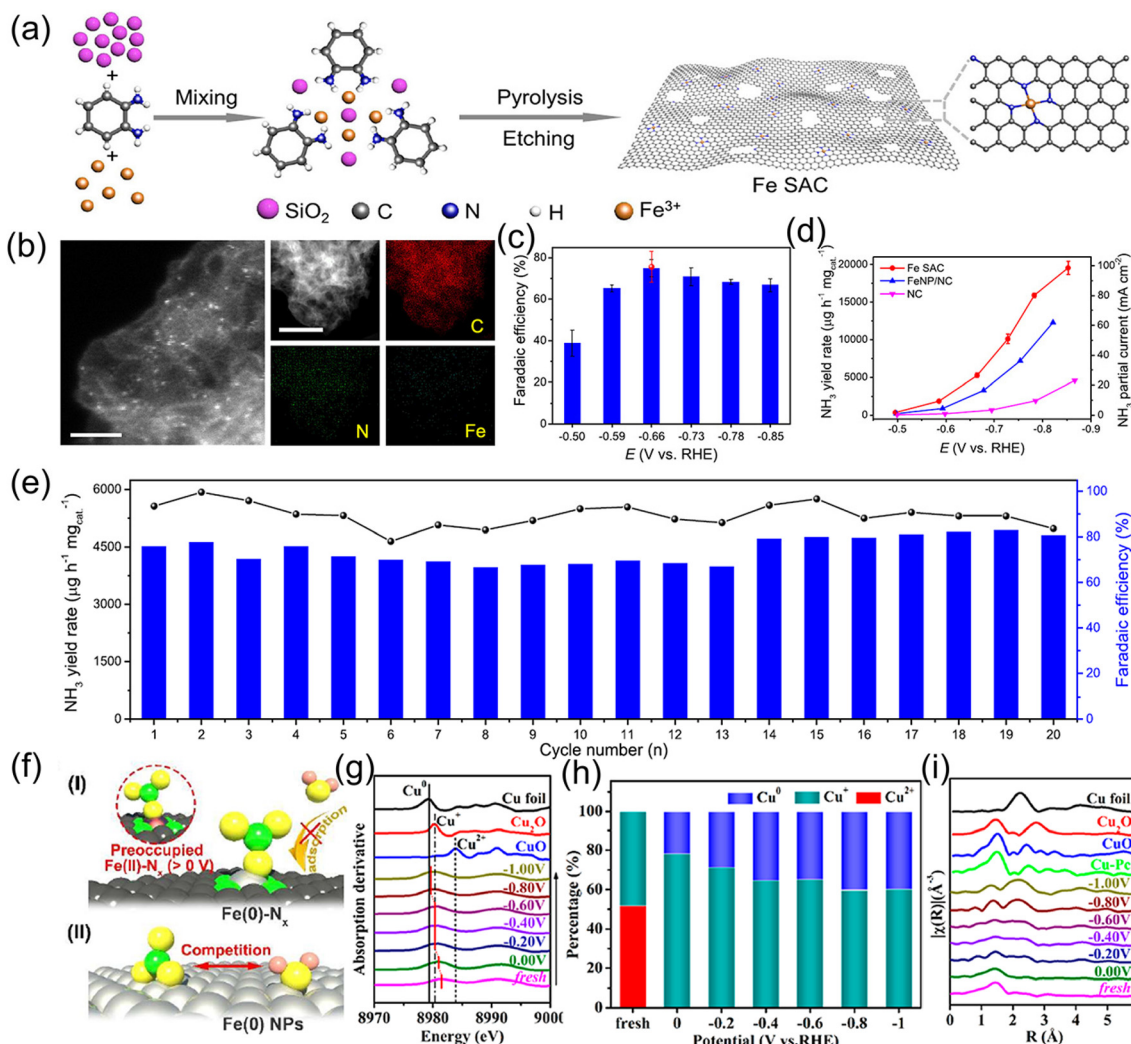 (a)
+
+
Mixing
Pyrolysis
Etching
Fe SAC
SiO₂ C N H Fe³⁺
(b)
C
N
Fe
(c)
Faradaic efficiency (%)
80
60
40
20
0
-0.50 -0.59 -0.66 -0.73 -0.78 -0.85
E (V vs. RHE)
(d)
NH₃ yield rate (μg h⁻¹ mg_cat.⁻¹)
20000
15000
10000
5000
0
Fe SAC
FeNP/NC
NC
100
80
60
40
20
0
NH₃ partial current (mA cm⁻²)
-0.5 -0.6 -0.7 -0.8 -0.9
E (V vs. RHE)
(e)
NH₃ yield rate (μg h⁻¹ mg_cat.⁻¹)
6000
4500
3000
1500
0
100
80
60
40
20
0
Faradaic efficiency (%)
1 2 3 4 5 6 7 8 9 10 11 12 13 14 15 16 17 18 19 20
Cycle number (n)
(f)
(I)
Preoccupied
Fe(II)-Nₓ (> 0 V)
adsorption
Fe(0)-Nₓ
(II)
Competition
Fe(0) NPs
(g)
Absorption derivative
Cu⁰
Cu⁺
Cu²⁺
Cu foil
Cu₂O
CuO
-1.00V
-0.80V
-0.60V
-0.40V
-0.20V
0.00V
fresh
8970 8980 8990 9000
Energy (eV)
(h)
Cu⁰ Cu⁺ Cu²⁺
Percentage (%)
100
80
60
40
20
0
fresh 0 -0.2 -0.4 -0.6 -0.8 -1
Potential (V vs.RHE)
(i)
|χ(R)|(Å⁻³)
Cu foil
Cu₂O
CuO
Cu-Pc
-1.00V
-0.80V
-0.60V
-0.40V
-0.20V
0.00V
fresh
0 1 2 3 4 5
R (Å)